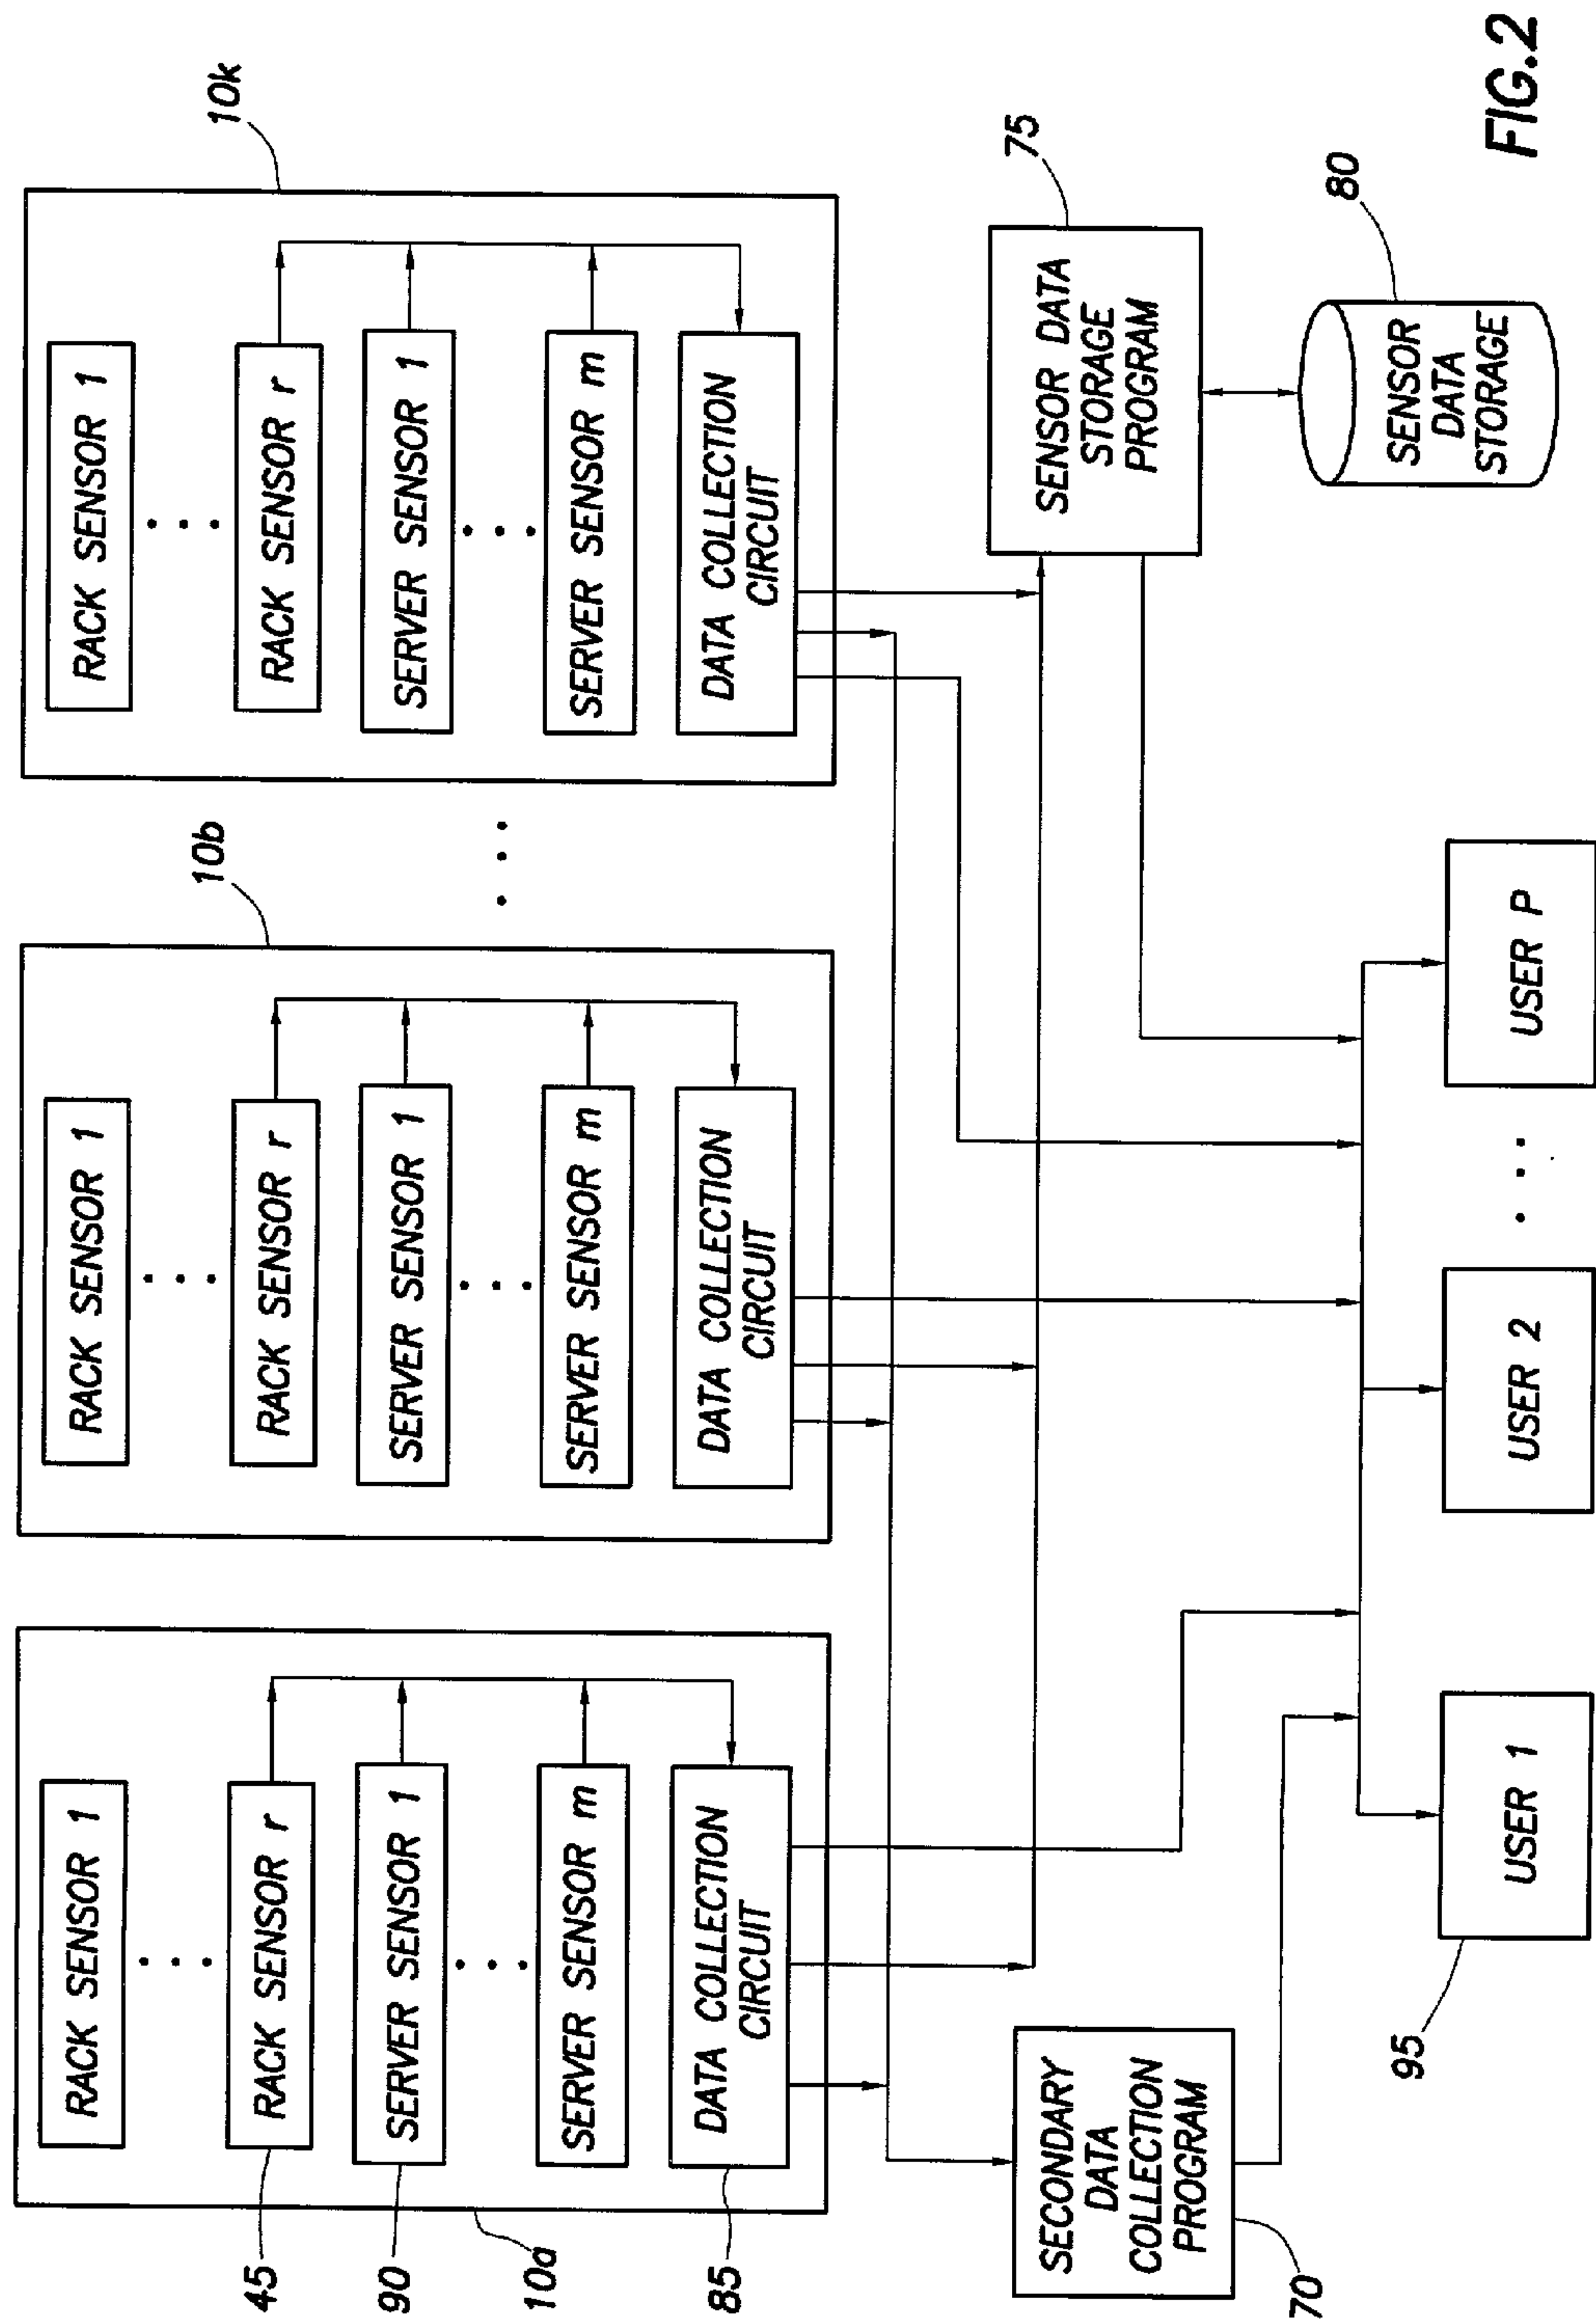 10a
10b
10k
RACK SENSOR 1
RACK SENSOR r
45
SERVER SENSOR 1
90
SERVER SENSOR m
DATA COLLECTION
CIRCUIT
85
RACK SENSOR 1
RACK SENSOR r
SERVER SENSOR 1
SERVER SENSOR m
DATA COLLECTION
CIRCUIT
RACK SENSOR 1
RACK SENSOR r
SERVER SENSOR 1
SERVER SENSOR m
DATA COLLECTION
CIRCUIT
SECONDARY
DATA
COLLECTION
PROGRAM
70
SENSOR DATA
STORAGE
PROGRAM
75
SENSOR
DATA
STORAGE
80
USER 1
95
USER 2
USER P
FIG.2